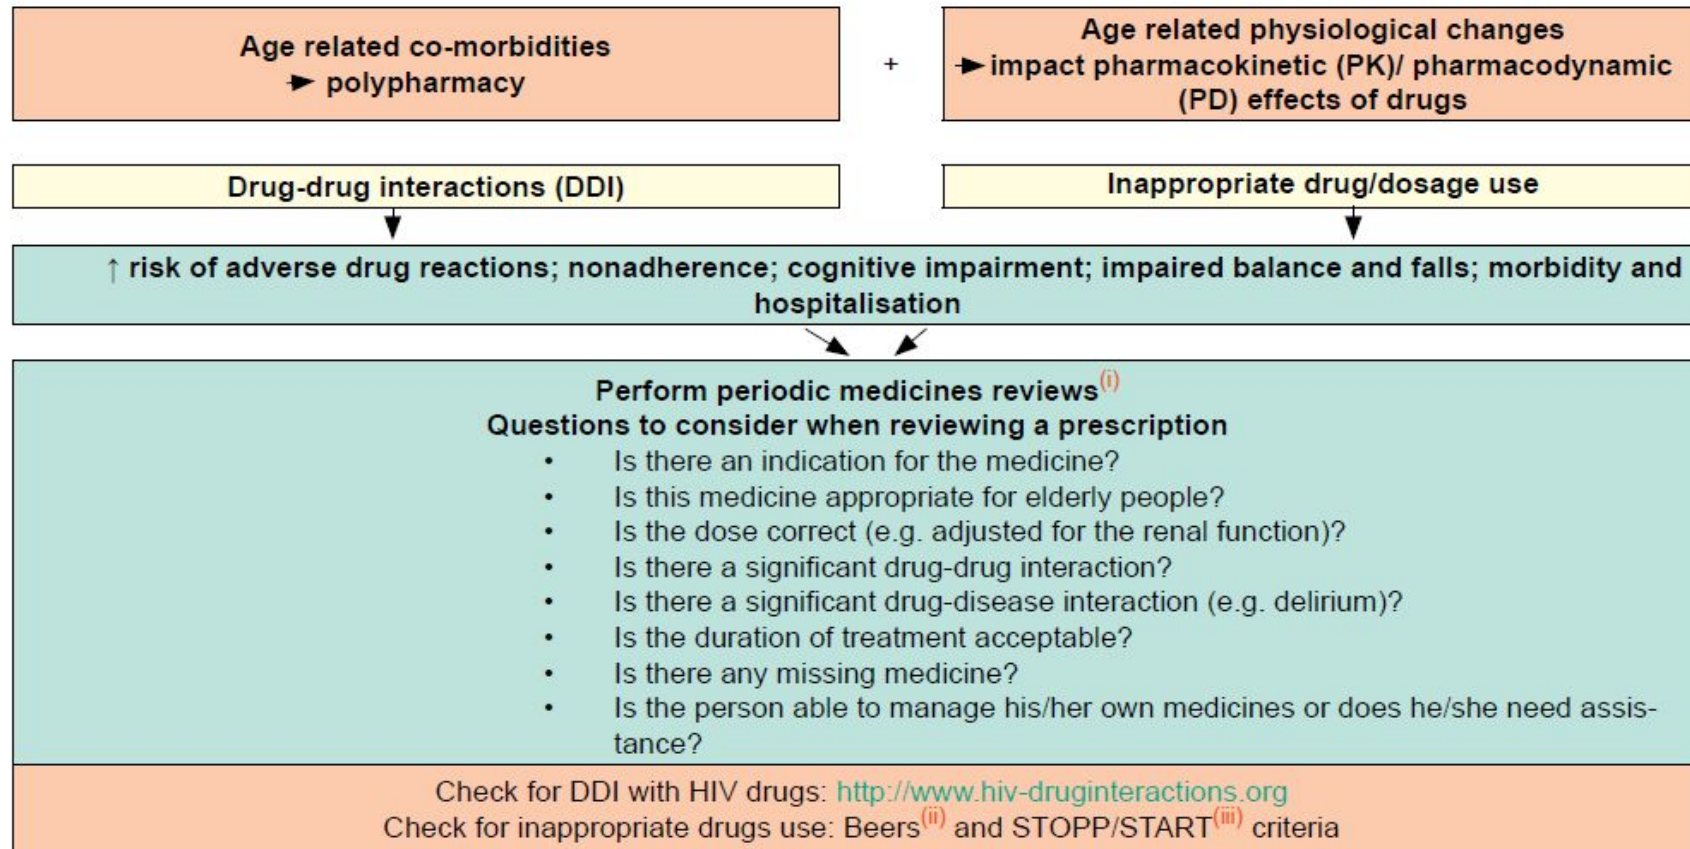 Age related co-morbidities
➛ polypharmacy
+
Age related physiological changes
➛ impact pharmacokinetic (PK)/ pharmacodynamic
(PD) effects of drugs
Drug-drug interactions (DDI)
Inappropriate drug/dosage use
↑ risk of adverse drug reactions; nonadherence; cognitive impairment; impaired balance and falls; morbidity and
hospitalisation
Perform periodic medicines reviews(i)
Questions to consider when reviewing a prescription
• Is there an indication for the medicine?
• Is this medicine appropriate for elderly people?
• Is the dose correct (e.g. adjusted for the renal function)?
• Is there a significant drug-drug interaction?
• Is there a significant drug-disease interaction (e.g. delirium)?
• Is the duration of treatment acceptable?
• Is there any missing medicine?
• Is the person able to manage his/her own medicines or does he/she need assis-
tance?
Check for DDI with HIV drugs: http://www.hiv-druginteractions.org
Check for inappropriate drugs use: Beers(ii) and STOPP/START(iii) criteria